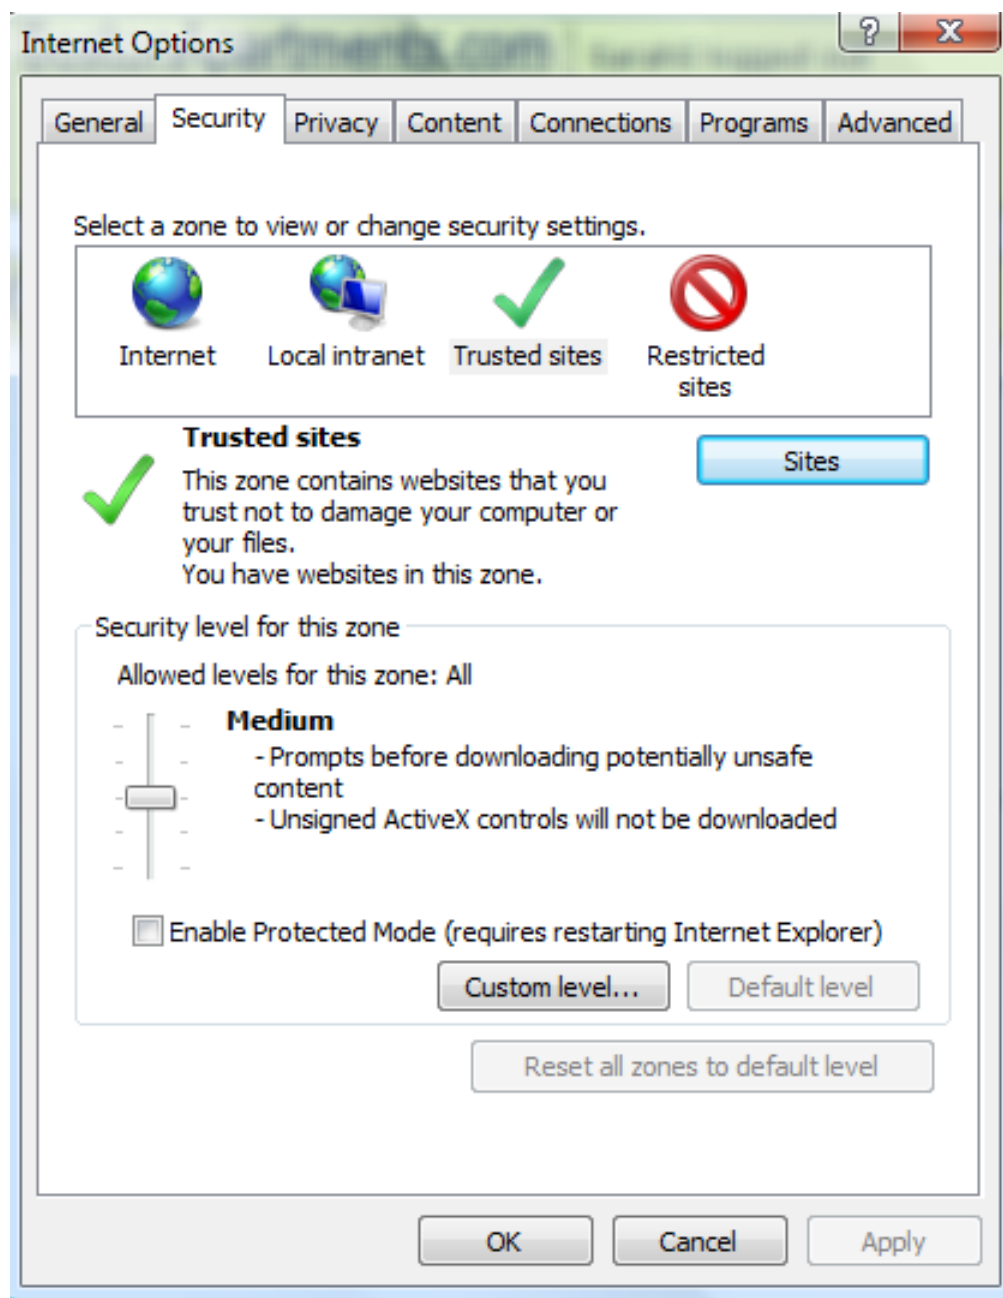 Internet Options
General Security Privacy Content Connections Programs Advanced
Select a zone to view or change security settings.
Internet Local intranet Trusted sites Restricted
sites
Trusted sites
Sites
This zone contains websites that you
trust not to damage your computer or
your files.
You have websites in this zone.
Security level for this zone
Allowed levels for this zone: All
Medium
- Prompts before downloading potentially unsafe
content
- Unsigned ActiveX controls will not be downloaded
Enable Protected Mode (requires restarting Internet Explorer)
Custom level... Default level
Reset all zones to default level
OK Cancel Apply